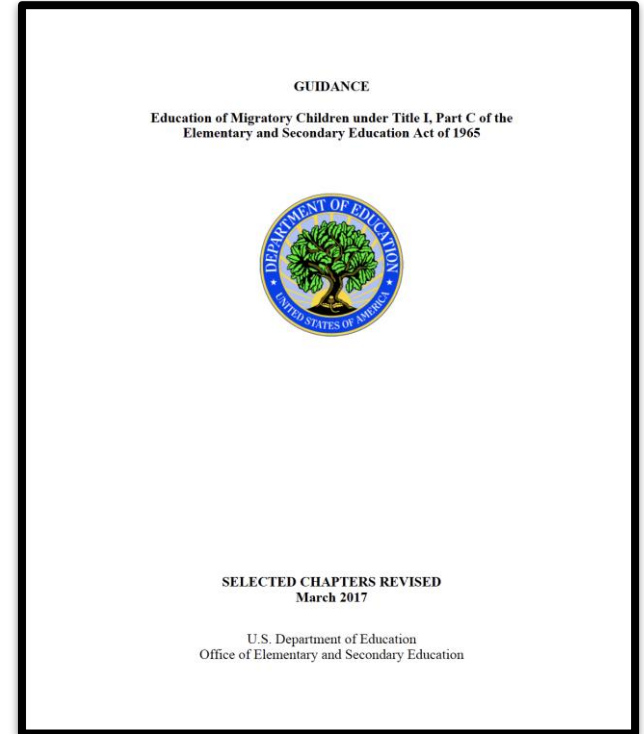 GUIDANCE
Education of Migratory Children under Title I, Part C of the
Elementary and Secondary Education Act of 1965
DEPARTMENT OF EDUCATION
UNITED STATES OF AMERICA
SELECTED CHAPTERS REVISED
March 2017
U.S. Department of Education
Office of Elementary and Secondary Education